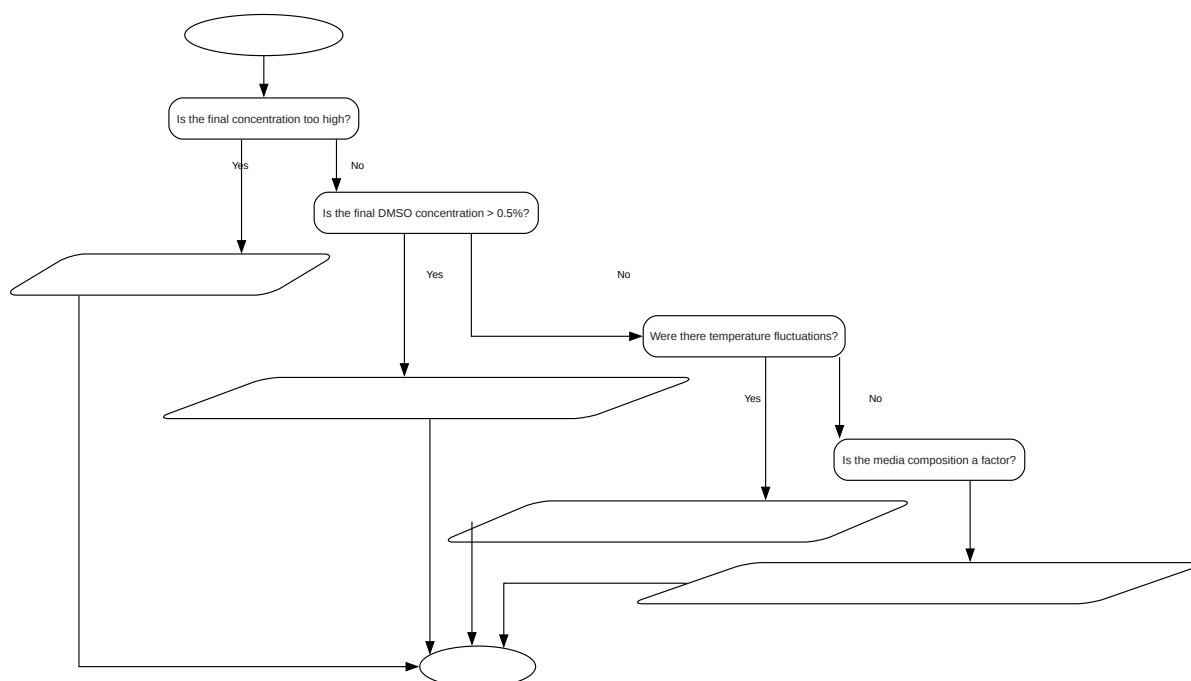 Is the final concentration too high?
Yes
No
Is the final DMSO concentration > 0.5%?
Yes
No
Were there temperature fluctuations?
Yes
No
Is the media composition a factor?